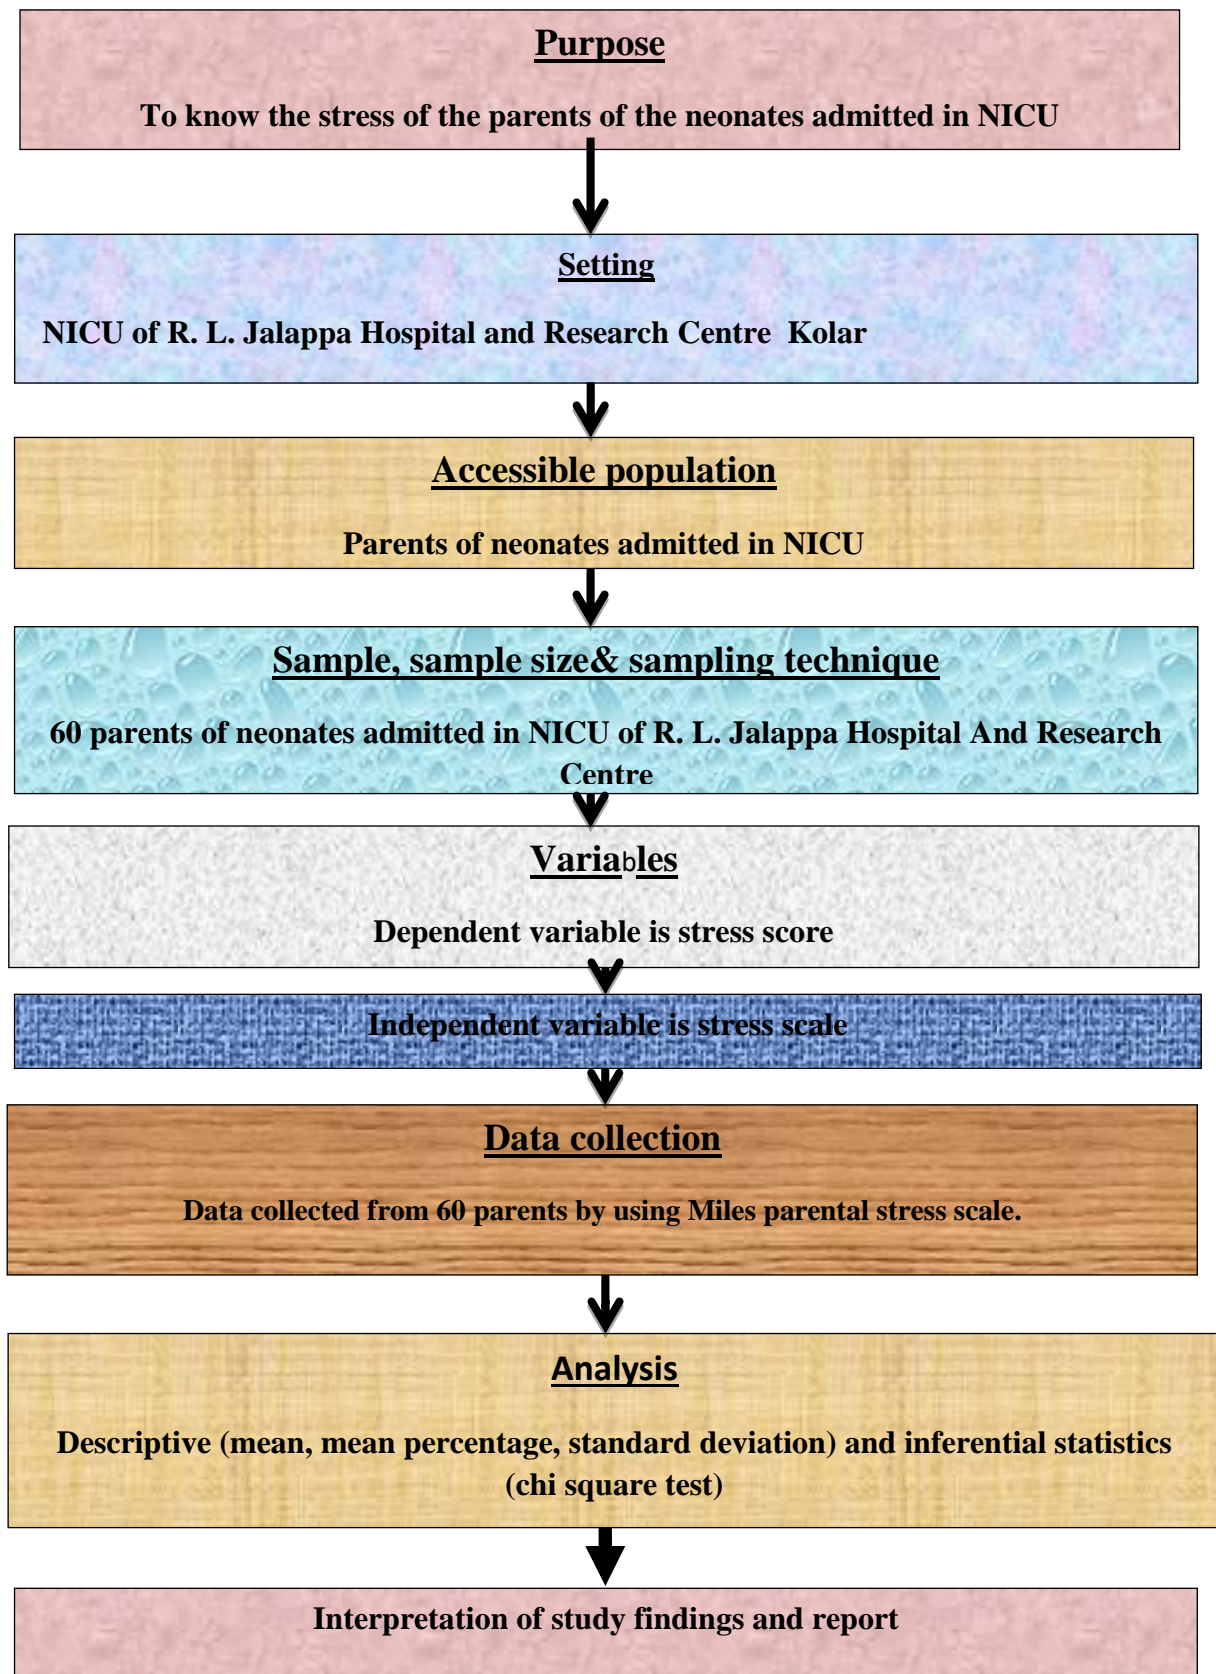 Purpose
To know the stress of the parents of the neonates admitted in NICU
Setting
NICU of R. L. Jalappa Hospital and Research Centre Kolar
Accessible population
Parents of neonates admitted in NICU
Sample, sample size& sampling technique
60 parents of neonates admitted in NICU of R. L. Jalappa Hospital And Research
Centre
Variables
Dependent variable is stress score
Independent variable is stress scale
Data collection
Data collected from 60 parents by using Miles parental stress scale.
Analysis
Descriptive (mean, mean percentage, standard deviation) and inferential statistics
(chi square test)
Interpretation of study findings and report